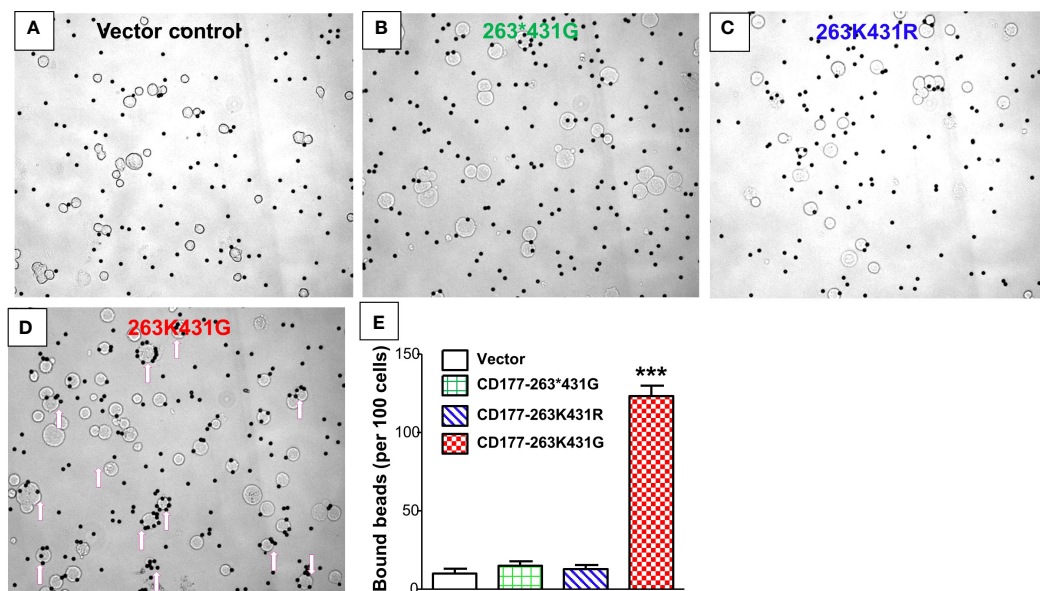 A
Vector control
B
263*431G
C
263K431R
D
263K431G
E
Bound beads (per 100 cells)
150
100
50
0
Vector
CD177-263*431G
CD177-263K431R
CD177-263K431G
***